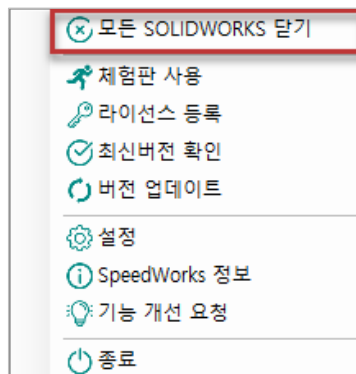 모든 SOLIDWORKS 닫기
체험판 사용
라이선스 등록
최신버전 확인
버전 업데이트
설정
SpeedWorks 정보
기능 개선 요청
종료